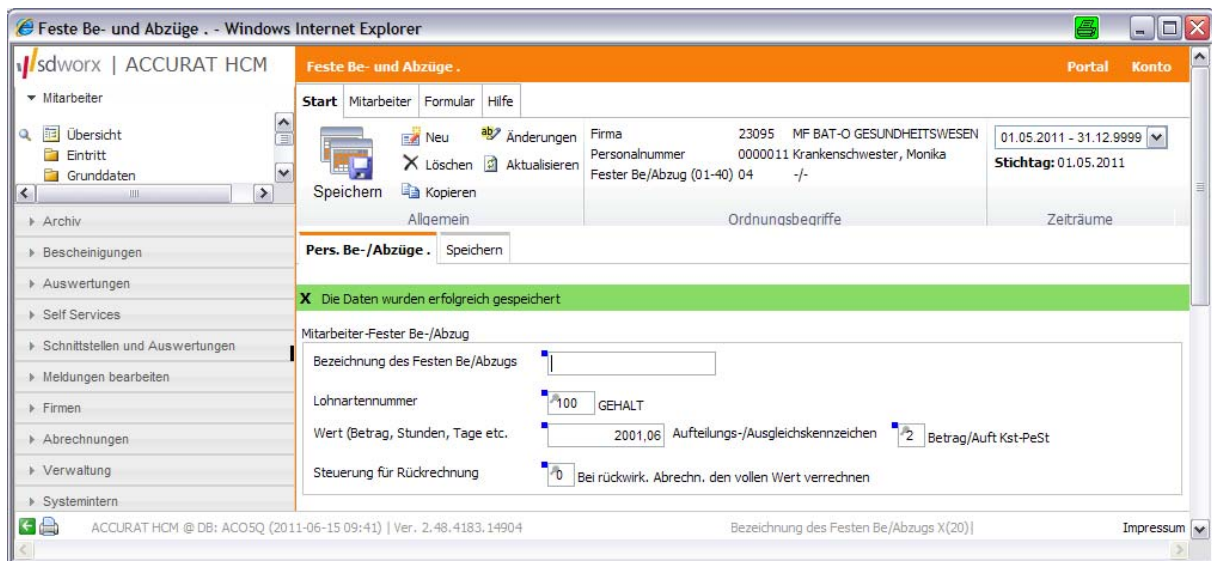 Feste Be- und Abzüge . - Windows Internet Explorer
sdworx | ACCURAT HCM
Feste Be- und Abzüge .
Portal Konto
Mitarbeiter
Übersicht
Eintritt
Grunddaten
Archiv
Bescheinigungen
Auswertungen
Self Services
Schnittstellen und Auswertungen
Meldungen bearbeiten
Firmen
Abrechnungen
Verwaltung
Systemintern
Start Mitarbeiter Formular Hilfe
Speichern
Neu Änderungen
Löschen Aktualisieren
Kopieren
Allgemein
Firma 23095 MF BAT-O GESUNDHEITSWESEN
Personalnummer 0000011 Krankenschwester, Monika
Fester Be/Abzug (01-40) 04 -/-
Ordnungsbegriffe
01.05.2011 - 31.12.9999
Stichtag: 01.05.2011
Zeiträume
Pers. Be-/Abzüge . Speichern
X Die Daten wurden erfolgreich gespeichert
Mitarbeiter-Fester Be-/Abzug
Bezeichnung des Festen Be/Abzugs
Lohnartennummer 100 GEHALT
Wert (Betrag, Stunden, Tage etc. 2001,06 Aufteilungs-/Ausgleichskennzeichen 2 Betrag/Auft Kst-PeSt
Steuerung für Rückrechnung 0 Bei rückwirk. Abrechn. den vollen Wert verrechnen
ACCURAT HCM @ DB: ACO5Q (2011-06-15 09:41) | Ver. 2.48.4183.14904
Bezeichnung des Festen Be/Abzugs X(20)|
Impressum